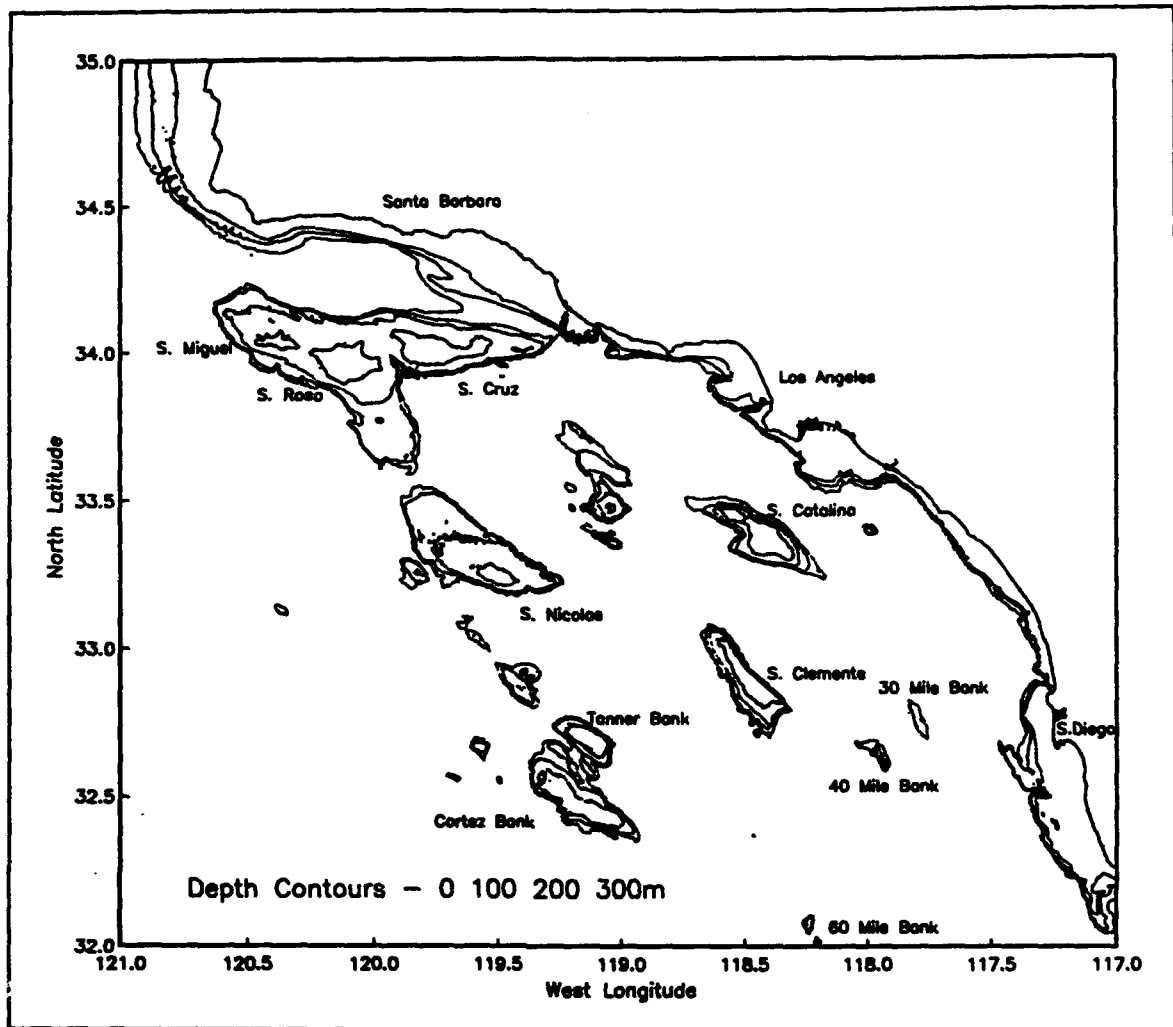 35.0
Santa Barbara
34.5
S. Miguel
34.0
S. Cruz
S. Rosa
Los Angeles
North Latitude
33.5
S. Catalina
S. Nicolas
33.0
S. Clemente
30 Mile Bank
Tanner Bank
S.Diego
40 Mile Bank
32.5
Cortez Bank
Depth Contours - 0 100 200 300m
60 Mile Bank
32.0
121.0 120.5 120.0 119.5 119.0 118.5 118.0 117.5 117.0
West Longitude